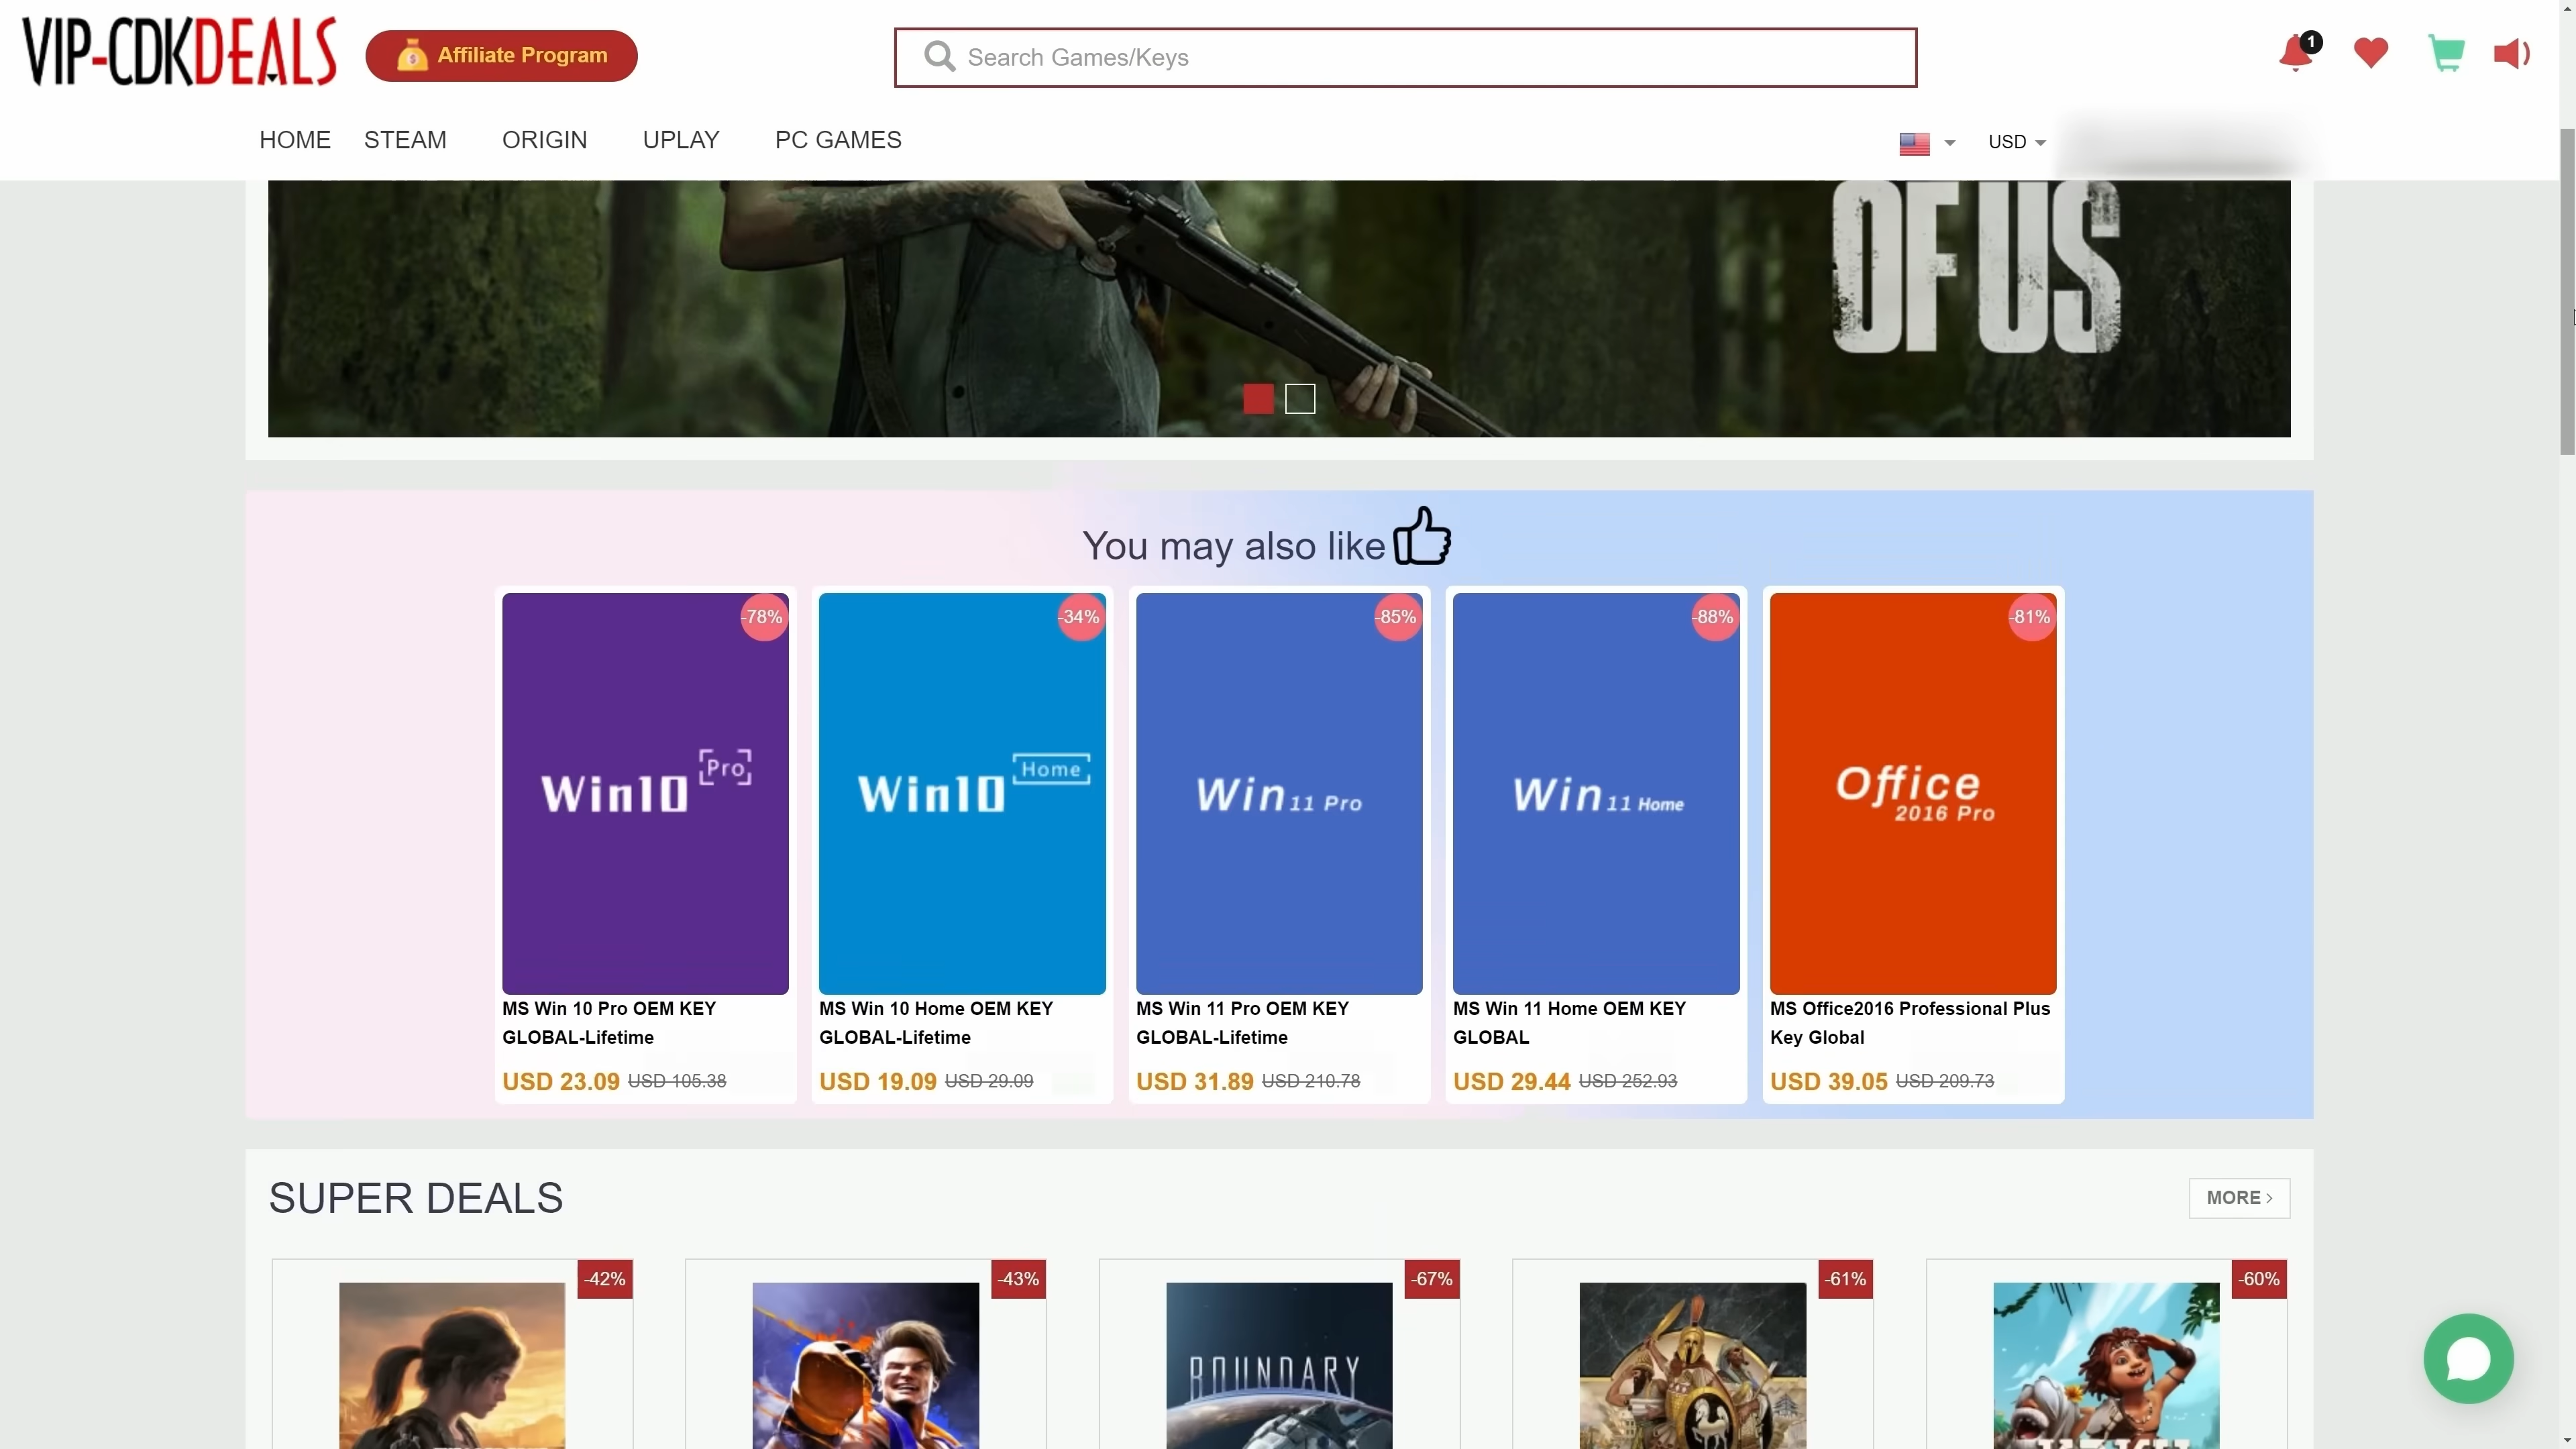 VIP-CDKDEALS
Affiliate Program
Search Games/Keys
1
HOME STEAM ORIGIN UPLAY PC GAMES
USD
OF US
You may also like
-78%
-34%
-85%
-88%
-81%
Win10 Pro
Win10 Home
Win 11 Pro
Win 11 Home
Office
2016 Pro
MS Win 10 Pro OEM KEY
GLOBAL-Lifetime
USD 23.09 USD 105.38
MS Win 10 Home OEM KEY
GLOBAL-Lifetime
USD 19.09 USD 29.09
MS Win 11 Pro OEM KEY
GLOBAL-Lifetime
USD 31.89 USD 210.78
MS Win 11 Home OEM KEY
GLOBAL
USD 29.44 USD 252.93
MS Office2016 Professional Plus
Key Global
USD 39.05 USD 209.73
SUPER DEALS
MORE >
-42%
-43%
-67%
-61%
-60%
BOUNDARY